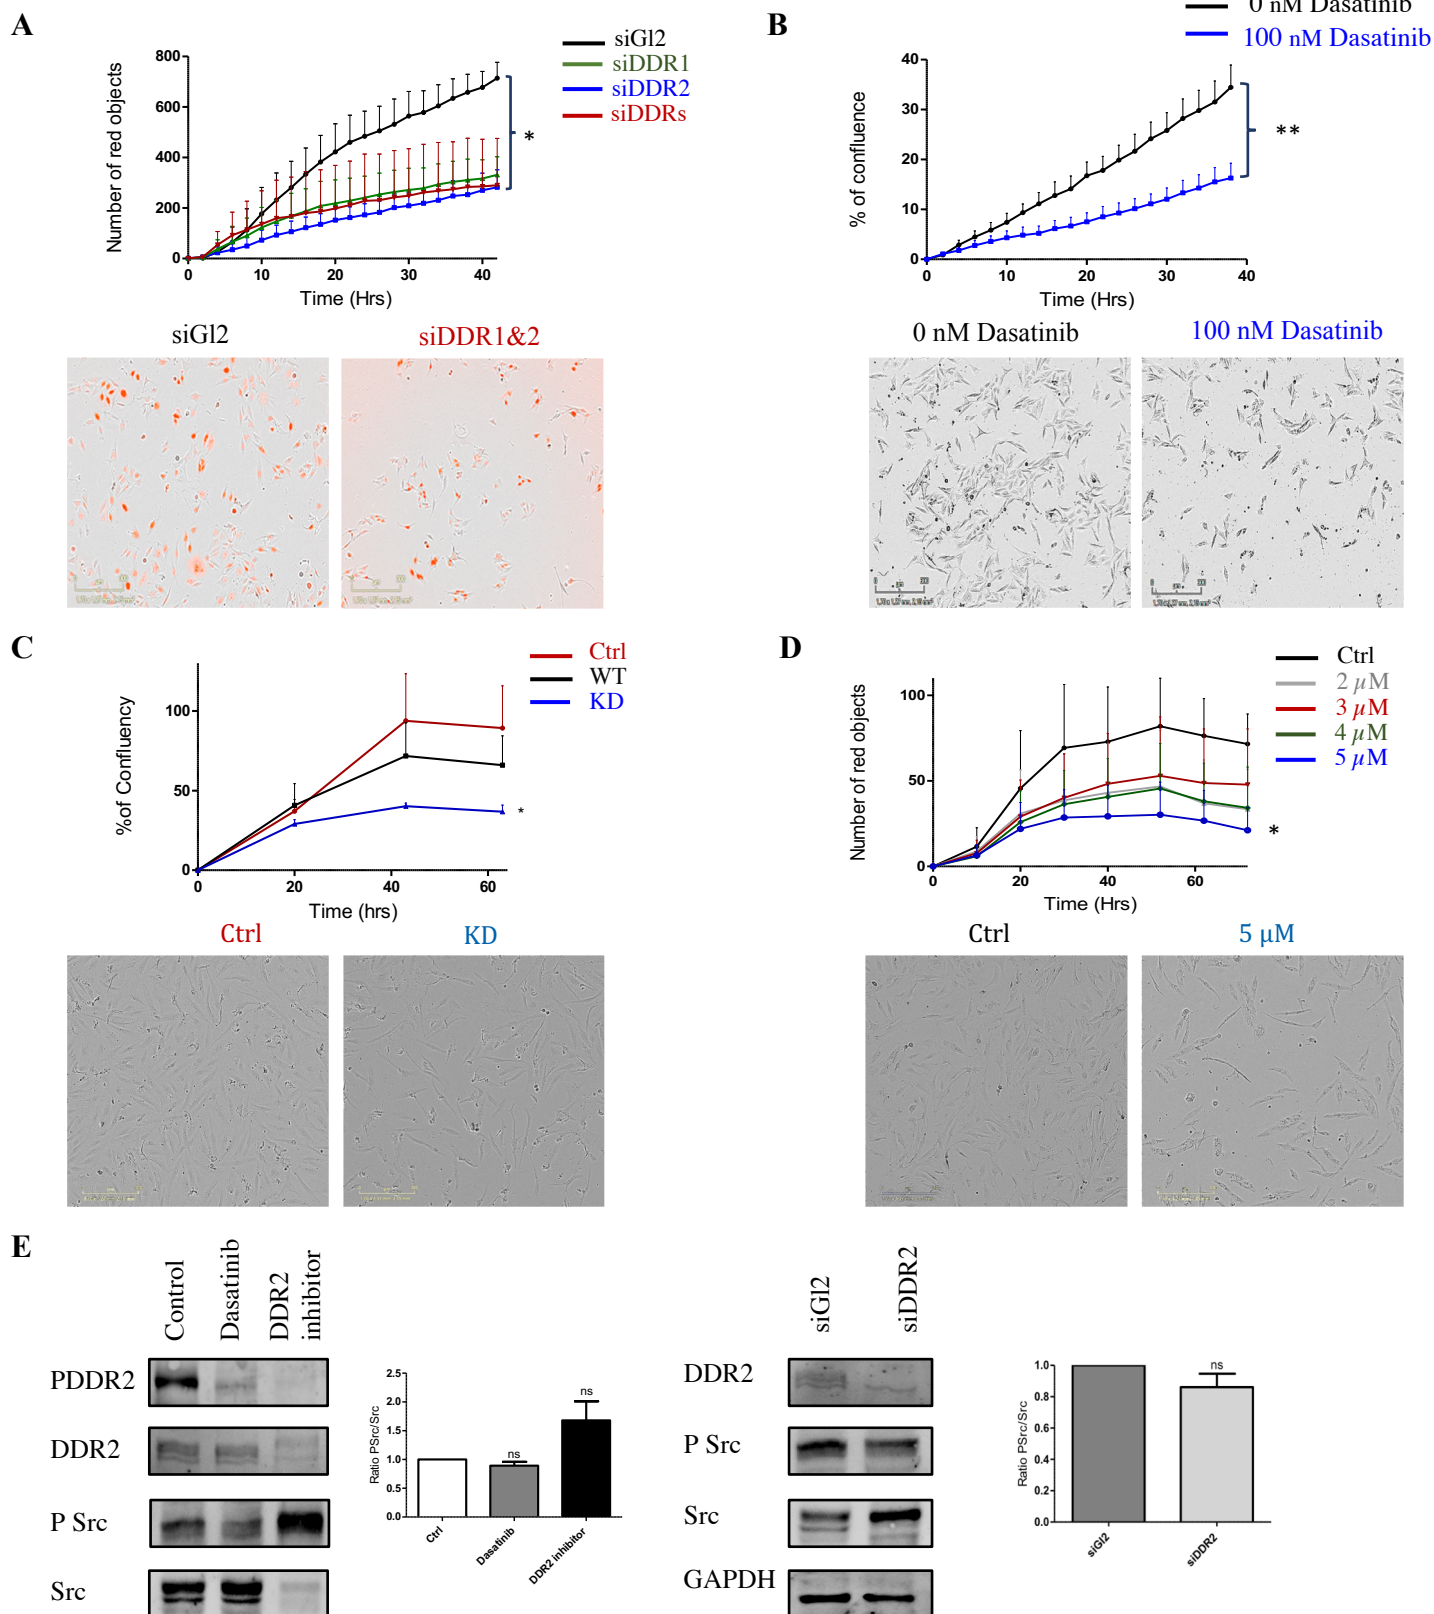 A
siGl2
siDDR1
siDDR2
siDDRs
Number of red objects
800
600
400
200
0
*
0 10 20 30 40
Time (Hrs)
siGl2 siDDR1&2
B
0 nM Dasatinib
100 nM Dasatinib
% of confluence
40
30
20
10
0
**
0 10 20 30 40
Time (Hrs)
0 nM Dasatinib 100 nM Dasatinib
C
Ctrl
WT
KD
%of Confluency
100
50
0
*
0 20 40 60
Time (hrs)
Ctrl KD
D
Ctrl
2 µM
3 µM
4 µM
5 µM
Number of red objects
100
50
0
*
0 20 40 60
Time (Hrs)
Ctrl 5 µM
E
Control
Dasatinib
DDR2
inhibitor
PDDR2
DDR2
P Src
Src
Ratio PSrc/Src
2.5
2.0
1.5
1.0
0.5
0.0
ns
ns
Ctrl
Dasatinib
DDR2 inhibitor
siGl2
siDDR2
DDR2
P Src
Src
GAPDH
Ratio PSrc/Src
1.0
0.8
0.6
0.4
0.2
0.0
ns
siGl2
siDDR2